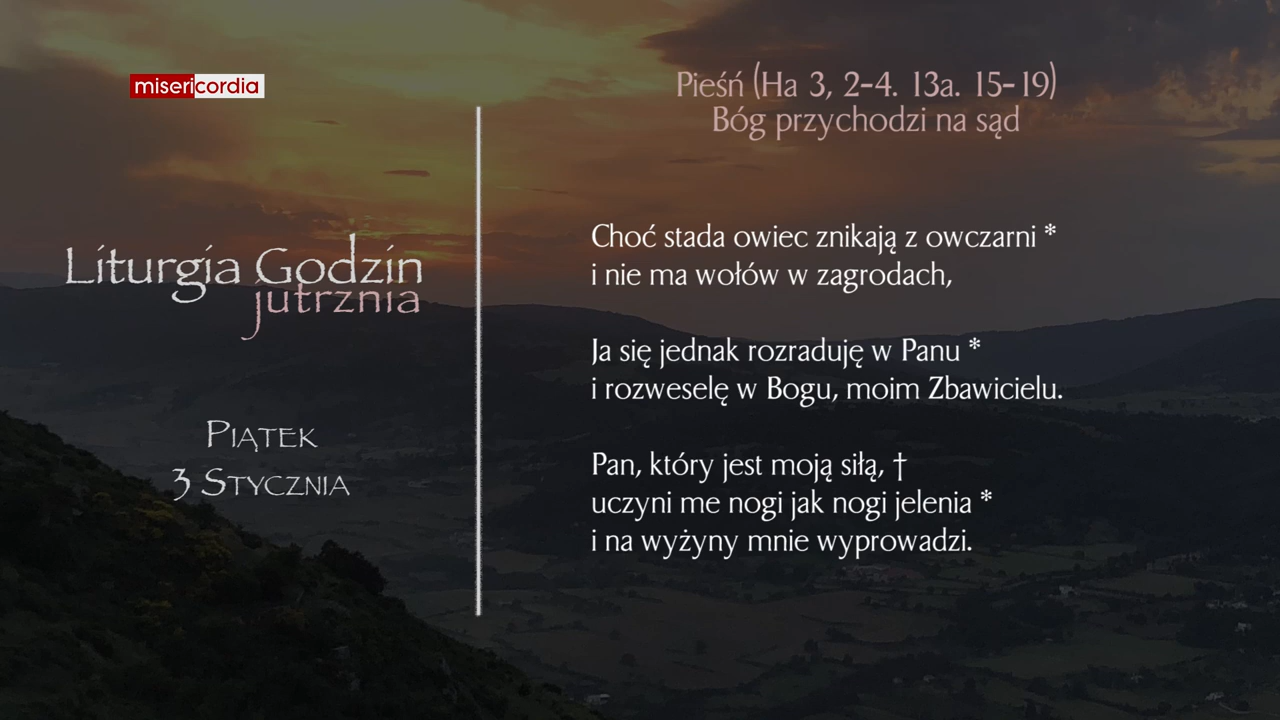 misericordia
Liturgia Godzin
jutrznia
Piątek
3 Stycznia
Pieśń (Ha 3, 2-4. 13a. 15-19)
Bóg przychodzi na sąd
Choć stada owiec znikają z owczarni *
i nie ma wołów w zagrodach,
Ja się jednak rozraduję w Panu *
i rozweselę w Bogu, moim Zbawicielu.
Pan, który jest moją siłą, †
uczyni me nogi jak nogi jelenia *
i na wyżyny mnie wyprowadzi.